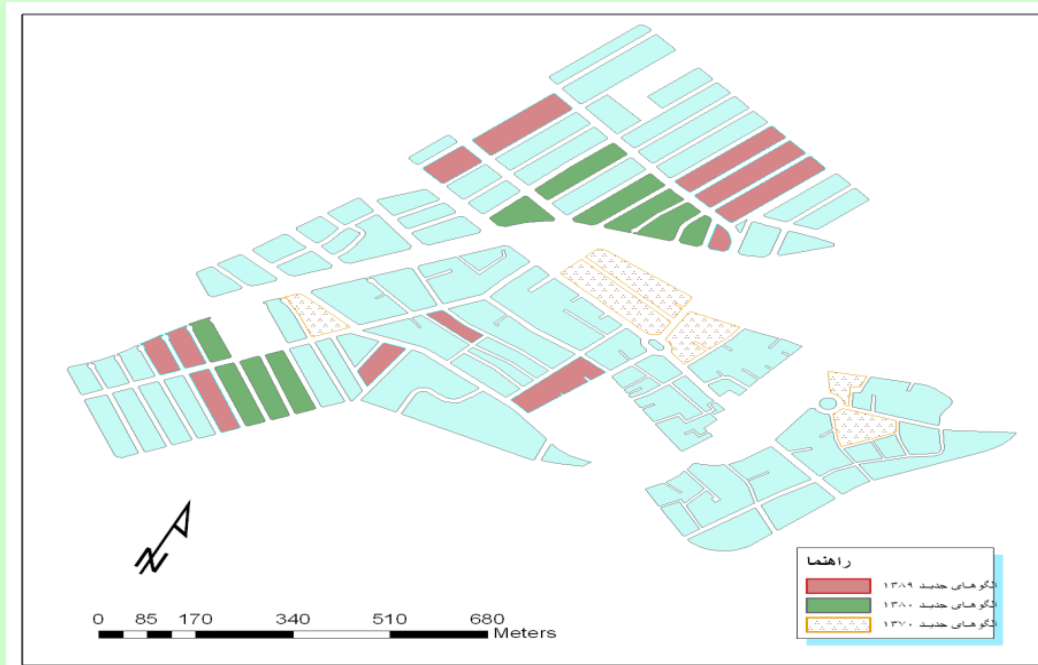 راهنما
الگوهای جدید ۱۳۸۹
الگوهای جدید ۱۳۸۰
الگوهای جدید ۱۳۷۰
N
0 85 170 340 510 680
Meters